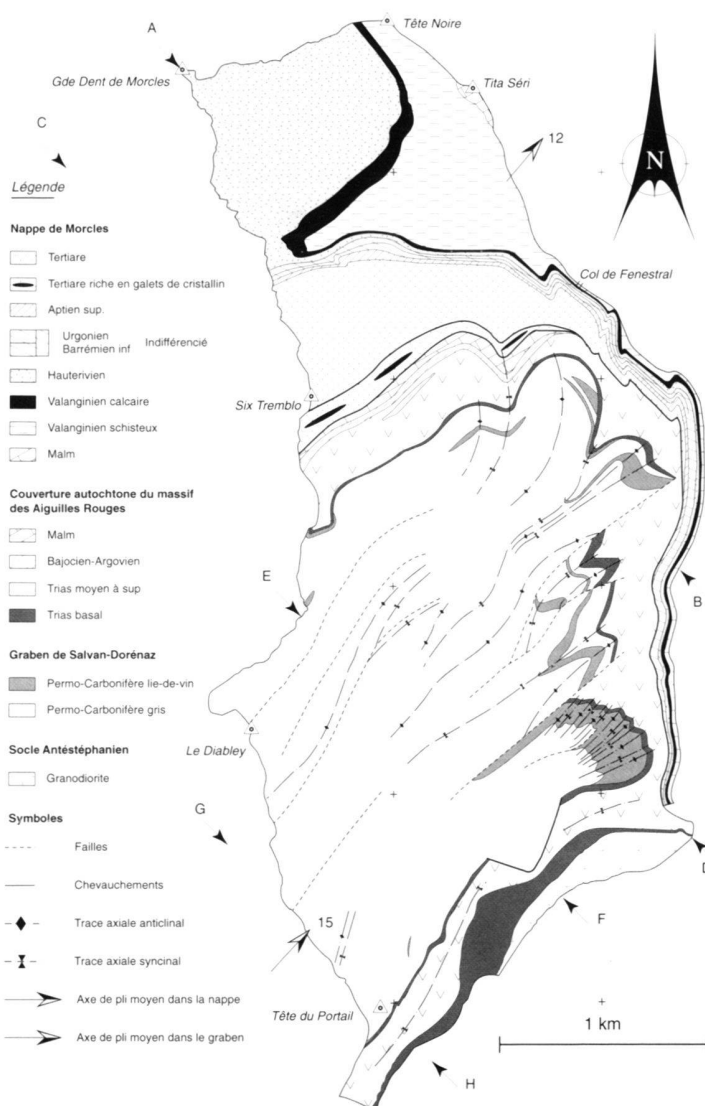 A
Tête Noire
Gde Dent de Morcles
Tita Séri
C
12
N
Légende
Nappe de Morcles
Tertiare
Tertiaire riche en galets de cristallin
Aptien sup.
Urgonien
Barrémien inf
Indifférencié
Hauterivien
Valanginien calcaire
Valanginien schisteux
Malm
Col de Fenestral
Six Tremblo
Couverture autochtone du massif
des Aiguilles Rouges
Malm
Bajocien-Argovien
Trias moyen à sup
Trias basal
E
B
Graben de Salvan-Dorénaz
Permo-Carbonifère lie-de-vin
Permo-Carbonifère gris
Le Diabley
Socle Antéstéphanien
Granodiorite
G
Symboles
Failles
Chevauchements
Trace axiale anticlinal
Trace axiale syncinal
Axe de pli moyen dans la nappe
Axe de pli moyen dans le graben
D
F
15
Tête du Portail
1 km
H